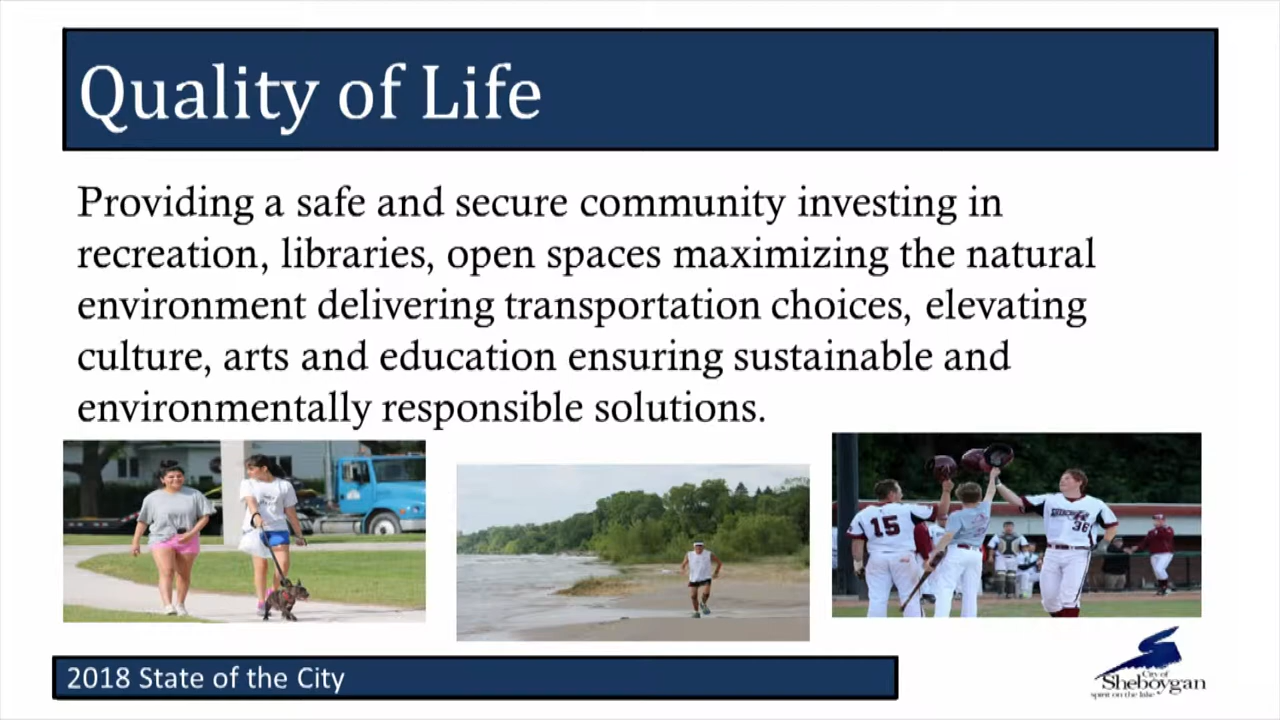 Quality of Life
Providing a safe and secure community investing in
recreation, libraries, open spaces maximizing the natural
environment delivering transportation choices, elevating
culture, arts and education ensuring sustainable and
environmentally responsible solutions.
15
36
2018 State of the City
City of
Sheboygan
spirit on the lake